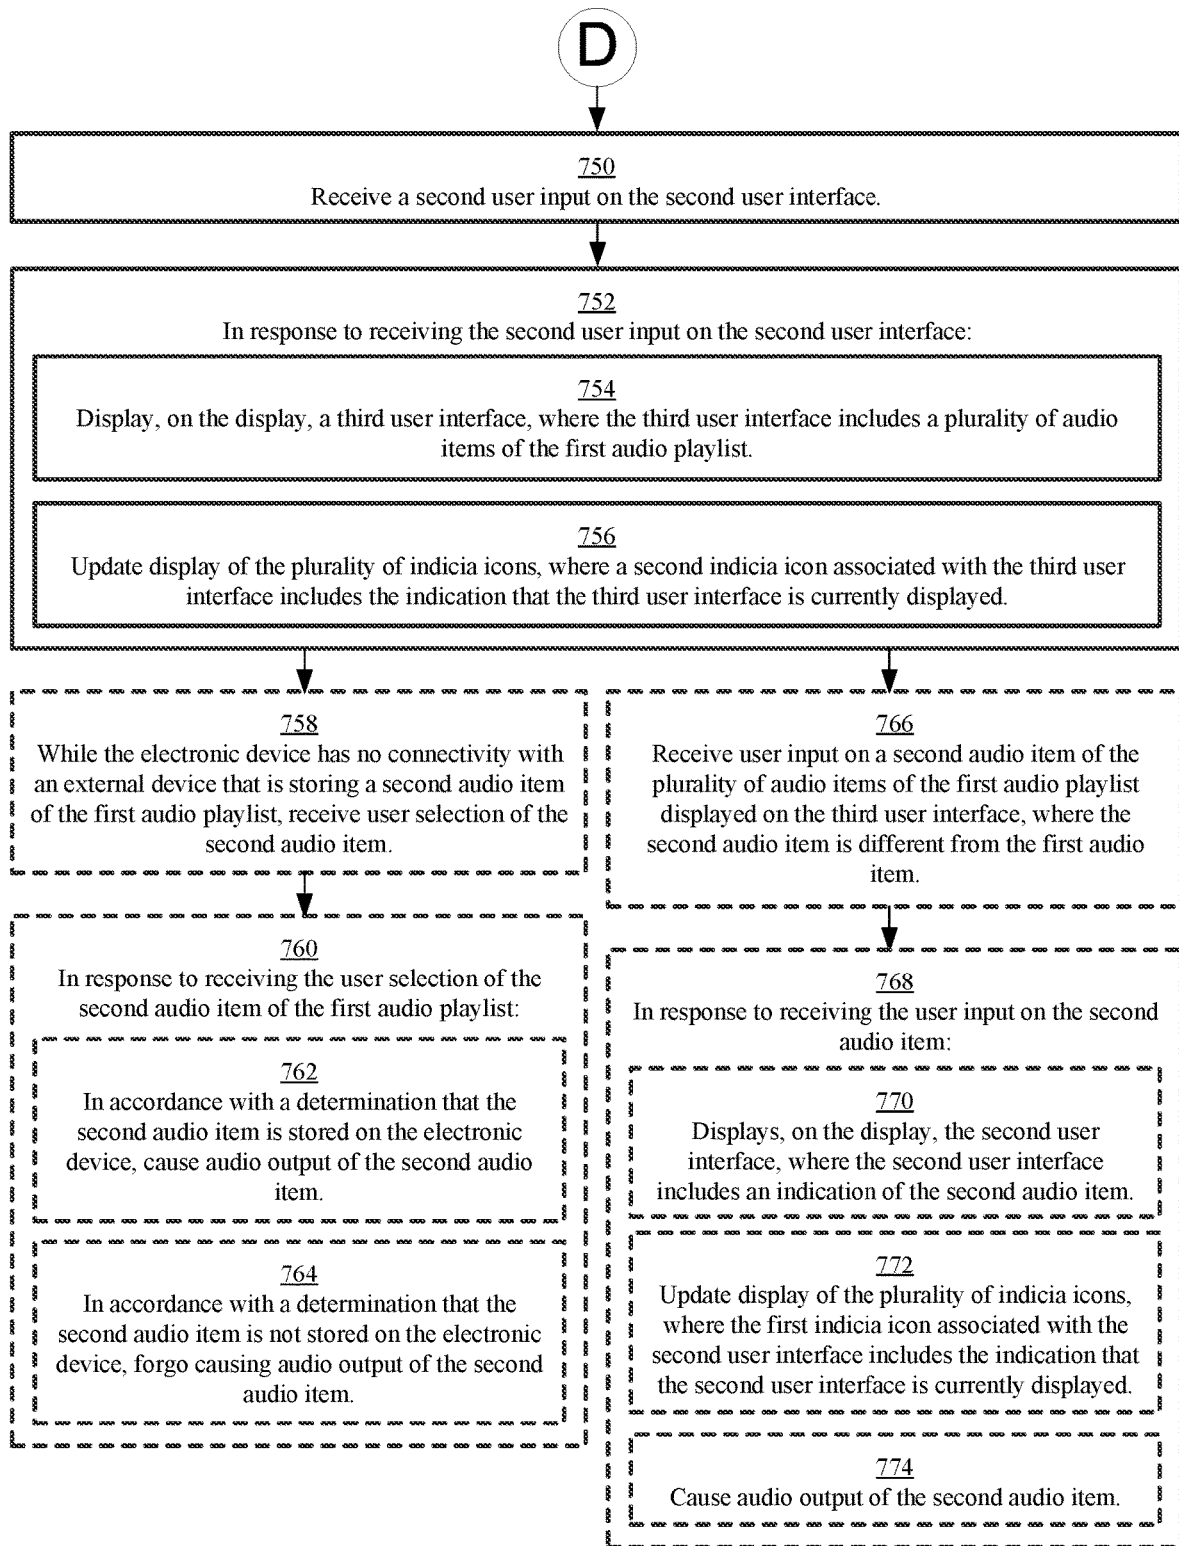 D
750
Receive a second user input on the second user interface.
752
In response to receiving the second user input on the second user interface:
754
Display, on the display, a third user interface, where the third user interface includes a plurality of audio
items of the first audio playlist.
756
Update display of the plurality of indicia icons, where a second indicia icon associated with the third user
interface includes the indication that the third user interface is currently displayed.
758
While the electronic device has no connectivity with
an external device that is storing a second audio item
of the first audio playlist, receive user selection of the
second audio item.
760
In response to receiving the user selection of the
second audio item of the first audio playlist:
762
In accordance with a determination that the
second audio item is stored on the electronic
device, cause audio output of the second audio
item.
764
In accordance with a determination that the
second audio item is not stored on the electronic
device, forgo causing audio output of the second
audio item.
766
Receive user input on a second audio item of the
plurality of audio items of the first audio playlist
displayed on the third user interface, where the
second audio item is different from the first audio
item.
768
In response to receiving the user input on the second
audio item:
770
Displays, on the display, the second user
interface, where the second user interface
includes an indication of the second audio item.
772
Update display of the plurality of indicia icons,
where the first indicia icon associated with the
second user interface includes the indication that
the second user interface is currently displayed.
774
Cause audio output of the second audio item.